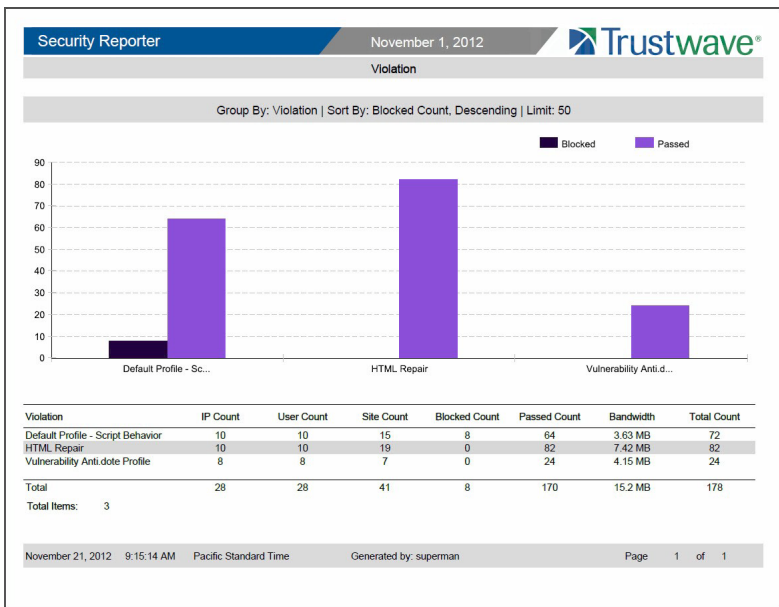 Security Reporter November 1, 2012 Trustwave®
Violation
Group By: Violation | Sort By: Blocked Count, Descending | Limit: 50
Blocked Passed
90
80
70
60
50
40
30
20
10
0
Default Profile - Sc... HTML Repair Vulnerability Anti.d...
Violation IP Count User Count Site Count Blocked Count Passed Count Bandwidth Total Count
Default Profile - Script Behavior 10 10 15 8 64 3.63 MB 72
HTML Repair 10 10 19 0 82 7.42 MB 82
Vulnerability Anti.dote Profile 8 8 7 0 24 4.15 MB 24
Total 28 28 41 8 170 15.2 MB 178
Total Items: 3
November 21, 2012 9:15:14 AM Pacific Standard Time Generated by: superman Page 1 of 1